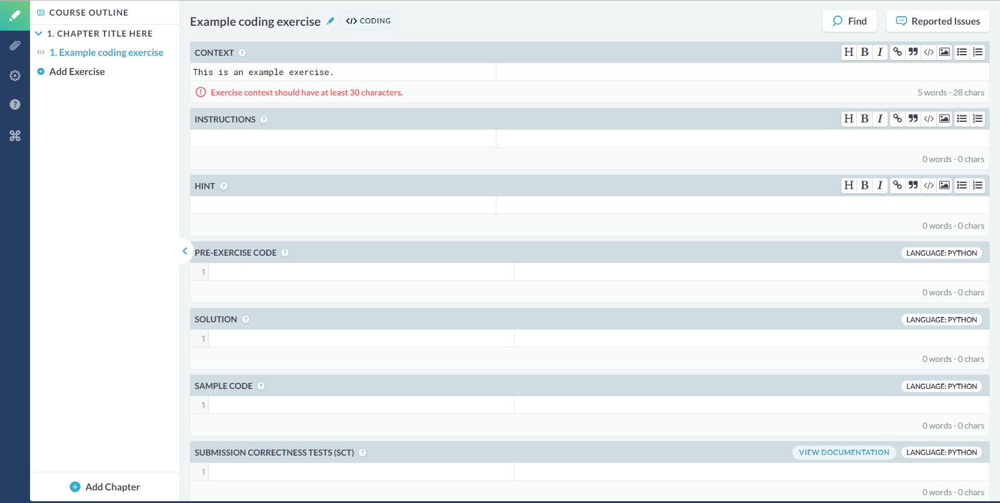 COURSE OUTLINE
1. CHAPTER TITLE HERE
</> 1. Example coding exercise
Add Exercise
Add Chapter
Example coding exercise </> CODING
Find
Reported Issues
CONTEXT ? H B I </>
This is an example exercise.
Exercise context should have at least 30 characters. 5 words - 28 chars
INSTRUCTIONS ? H B I </>
0 words - 0 chars
HINT ? H B I </>
0 words - 0 chars
PRE-EXERCISE CODE ? LANGUAGE: PYTHON
1
0 words - 0 chars
SOLUTION ? LANGUAGE: PYTHON
1
0 words - 0 chars
SAMPLE CODE ? LANGUAGE: PYTHON
1
0 words - 0 chars
SUBMISSION CORRECTNESS TESTS (SCT) ? VIEW DOCUMENTATION LANGUAGE: PYTHON
1
0 words - 0 chars